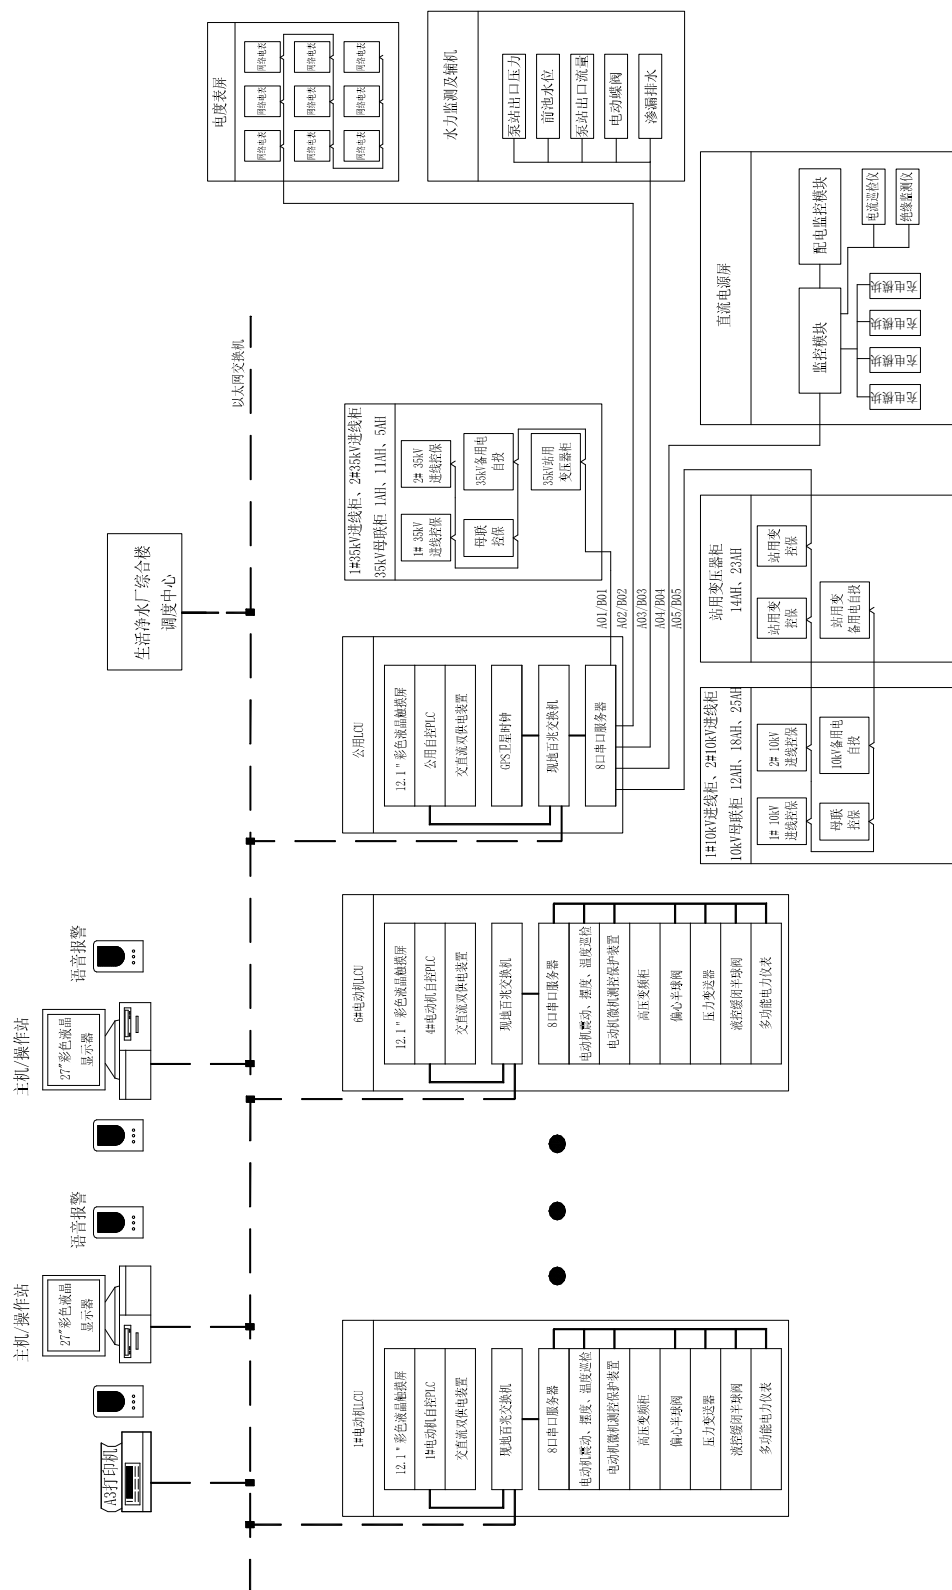 主机/操作站
27"彩色液晶
显示器
语音报警
主机/操作站
27"彩色液晶
显示器
语音报警
A3打印机
生活净水厂综合楼
调度中心
以太网交换机
1#电动机LCU
12.1"彩色液晶触摸屏
1#电动机自控PLC
交直流双供电装置
现地百兆交换机
8口串口服务器
电动机震动、摆度、温度巡检
电动机微机测控保护装置
高压变频柜
偏心半球阀
压力变送器
液控缓闭半球阀
多功能电力仪表
6#电动机LCU
12.1"彩色液晶触摸屏
4#电动机自控PLC
交直流双供电装置
现地百兆交换机
8口串口服务器
电动机震动、摆度、温度巡检
电动机微机测控保护装置
高压变频柜
偏心半球阀
压力变送器
液控缓闭半球阀
多功能电力仪表
公用LCU
12.1"彩色液晶触摸屏
公用自控PLC
交直流双供电装置
GPS卫星时钟
现地百兆交换机
8口串口服务器
A01/B01
A02/B02
A03/B03
A04/B04
A05/B05
1#35kV进线柜、2#35kV进线柜
35kV母联柜 1AH、11AH、5AH
1# 35kV
进线控保
2# 35kV
进线控保
母联
控保
35kV备用电
自投
35kV站用
变压器柜
电度表屏
网络电表
网络电表
网络电表
网络电表
网络电表
网络电表
网络电表
网络电表
网络电表
水力监测及辅机
泵站出口压力
前池水位
泵站出口流量
电动蝶阀
渗漏排水
1#10kV进线柜、2#10kV进线柜
10kV母联柜 12AH、18AH、25AH
1# 10kV
进线控保
2# 10kV
进线控保
母联
控保
10kV备用电
自投
站用变压器柜
14AH、23AH
站用变
控保
站用变
控保
站用变
备用电自投
直流电源屏
监控模块
配电监控模块
充电模块
充电模块
充电模块
充电模块
电流巡检仪
绝缘监测仪